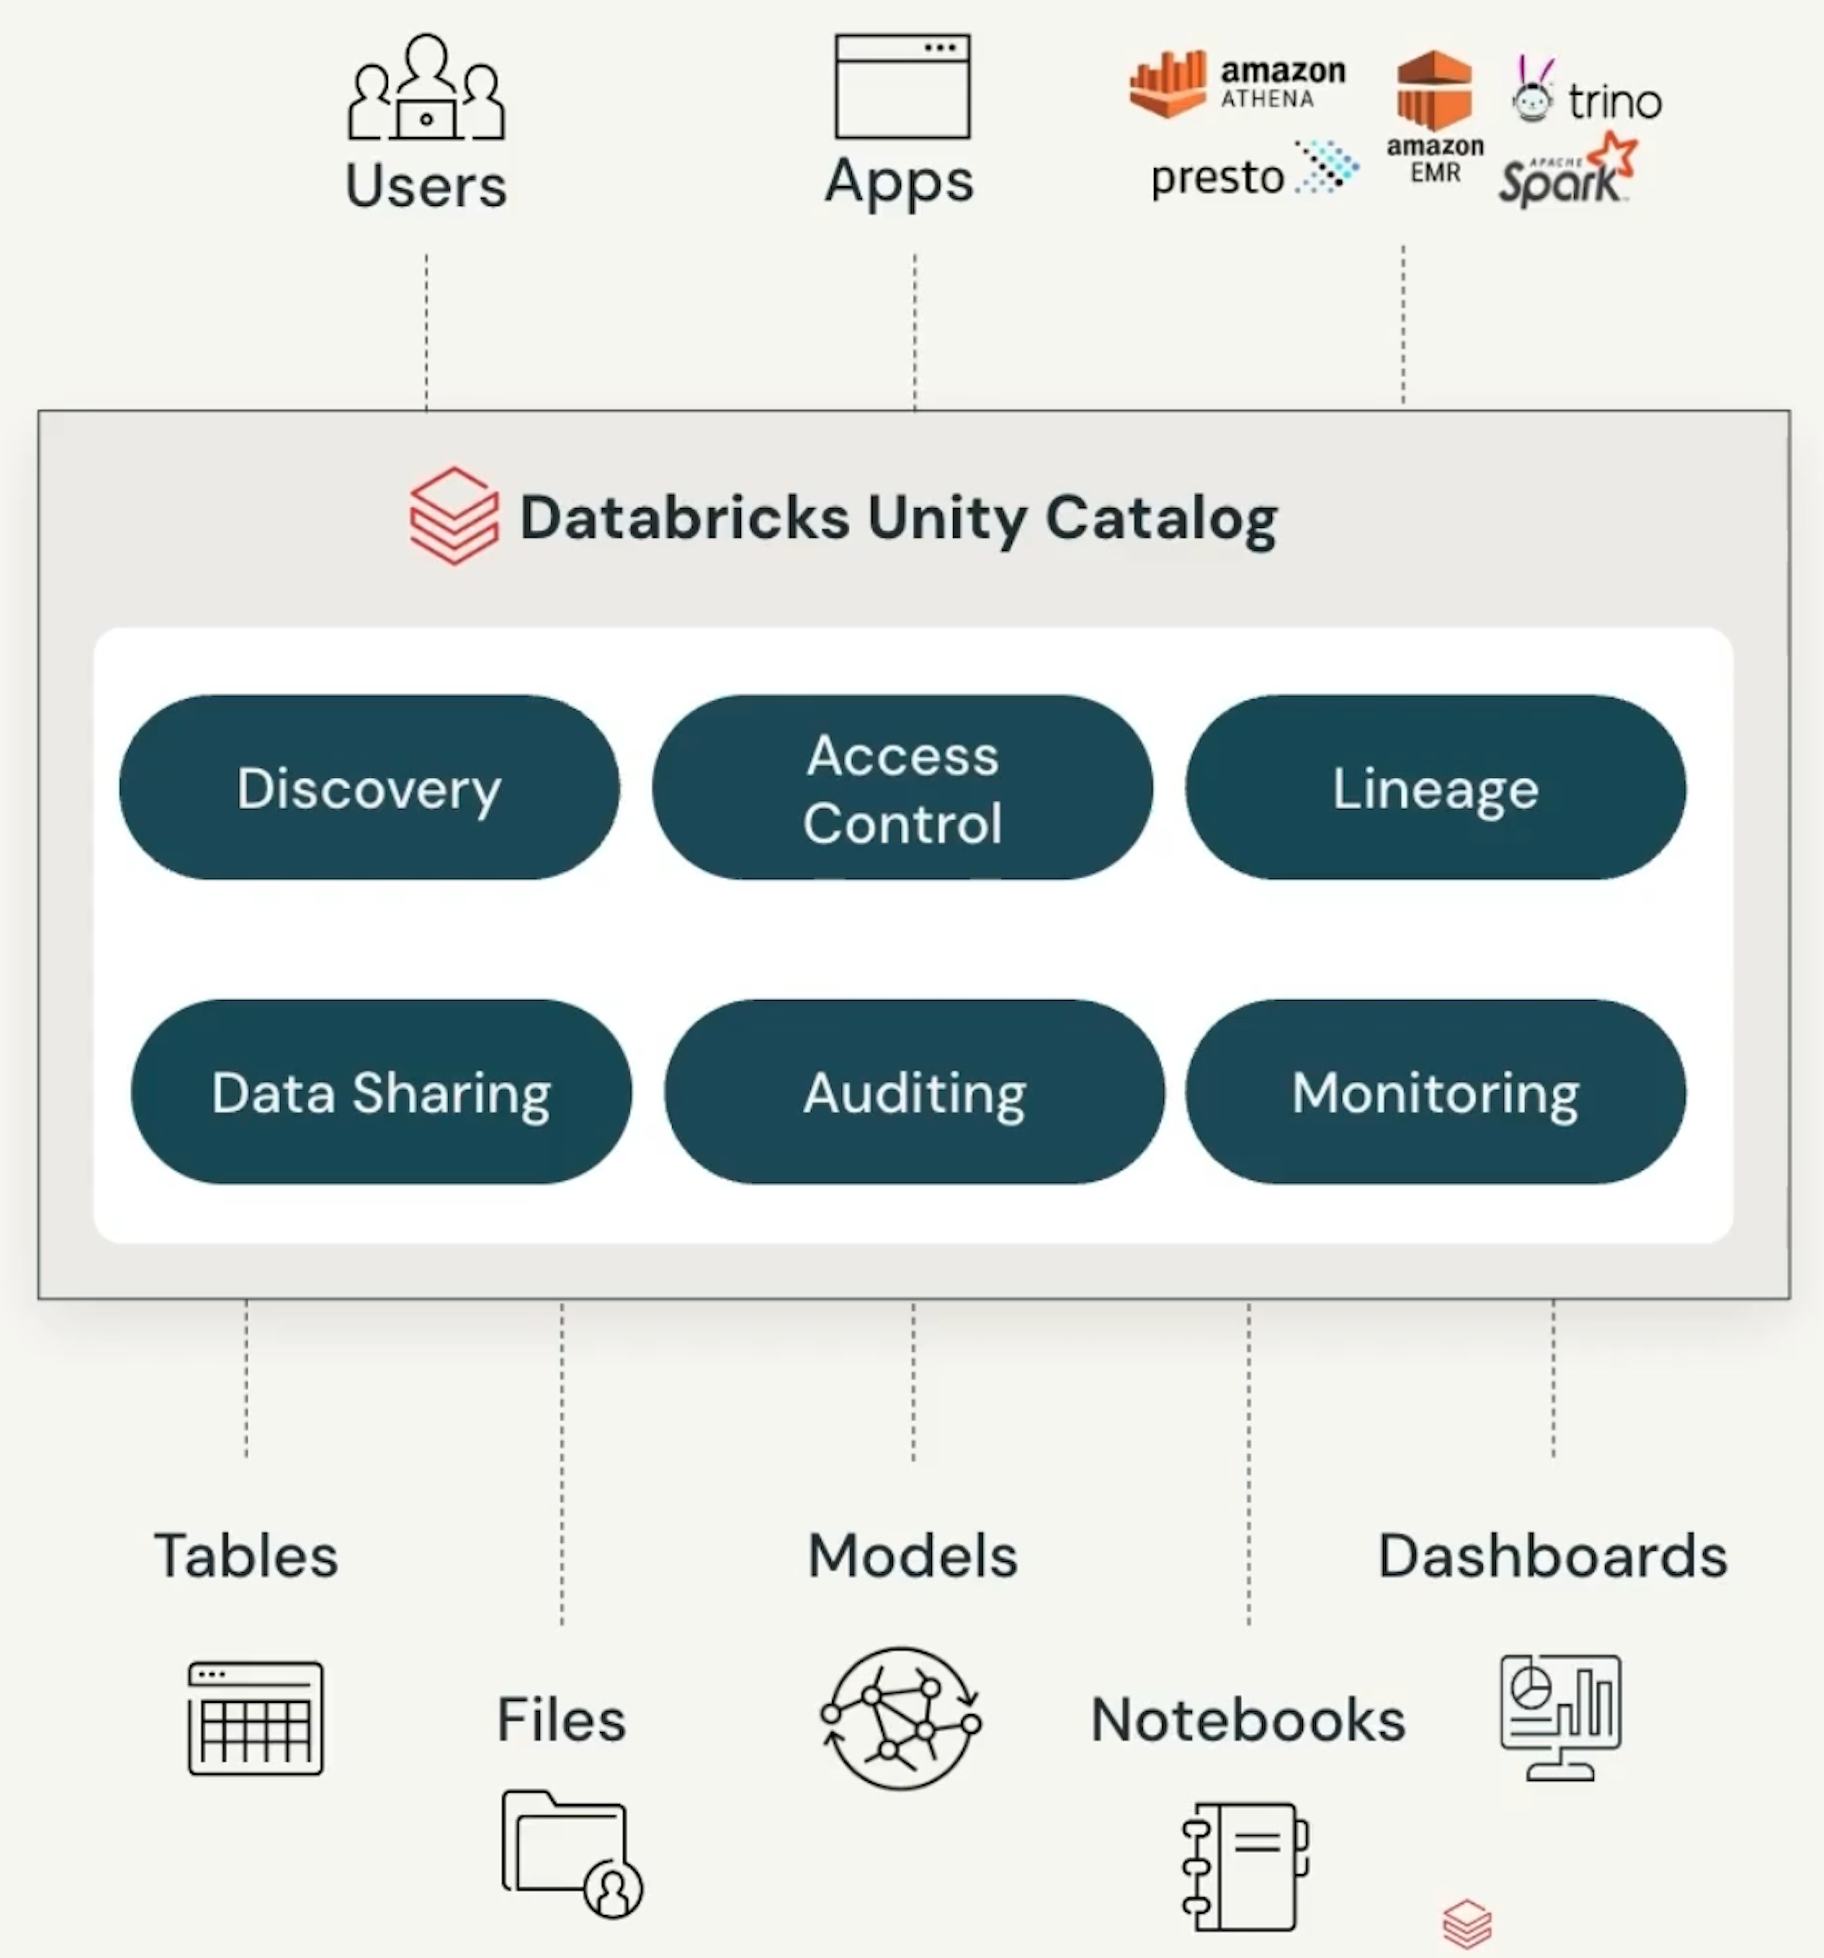 Users
Apps
amazon
ATHENA
presto
amazon
EMR
trino
APACHE
Spark
Databricks Unity Catalog
Discovery
Access
Control
Lineage
Data Sharing
Auditing
Monitoring
Tables
Models
Dashboards
Files
Notebooks